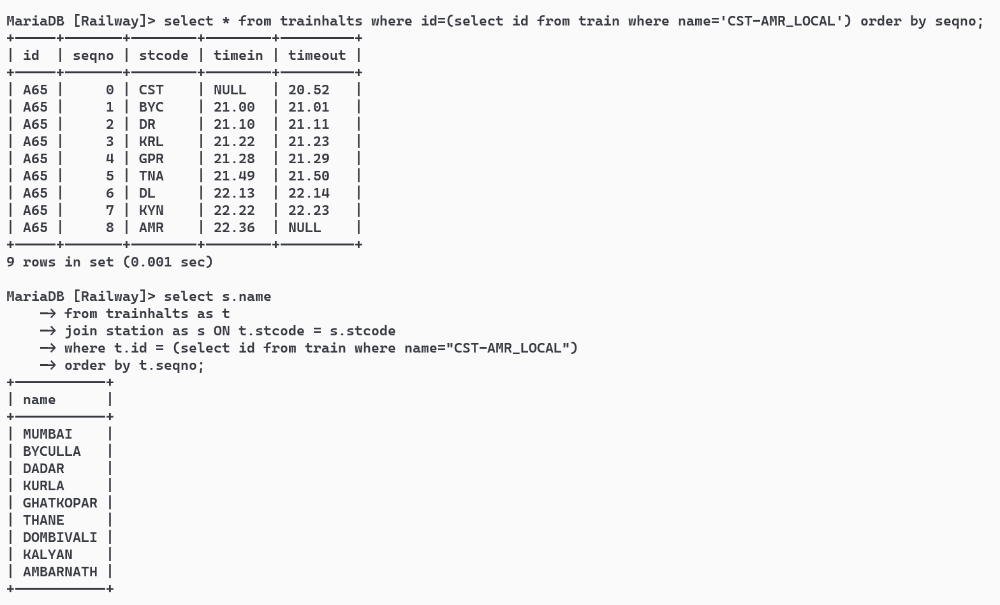 MariaDB [Railway]> select * from trainhalts where id=(select id from train where name='CST-AMR_LOCAL') order by seqno;
+-----+-------+--------+--------+---------+
| id  | seqno | stcode | timein | timeout |
+-----+-------+--------+--------+---------+
| A65 |     0 | CST    | NULL   | 20.52   |
| A65 |     1 | BYC    | 21.00  | 21.01   |
| A65 |     2 | DR     | 21.10  | 21.11   |
| A65 |     3 | KRL    | 21.22  | 21.23   |
| A65 |     4 | GPR    | 21.28  | 21.29   |
| A65 |     5 | TNA    | 21.49  | 21.50   |
| A65 |     6 | DL     | 22.13  | 22.14   |
| A65 |     7 | KYN    | 22.22  | 22.23   |
| A65 |     8 | AMR    | 22.36  | NULL    |
+-----+-------+--------+--------+---------+
9 rows in set (0.001 sec)

MariaDB [Railway]> select s.name
    -> from trainhalts as t
    -> join station as s ON t.stcode = s.stcode
    -> where t.id = (select id from train where name="CST-AMR_LOCAL")
    -> order by t.seqno;
+-----------+
| name      |
+-----------+
| MUMBAI    |
| BYCULLA   |
| DADAR     |
| KURLA     |
| GHATKOPAR |
| THANE     |
| DOMBIVALI |
| KALYAN    |
| AMBARNATH |
+-----------+